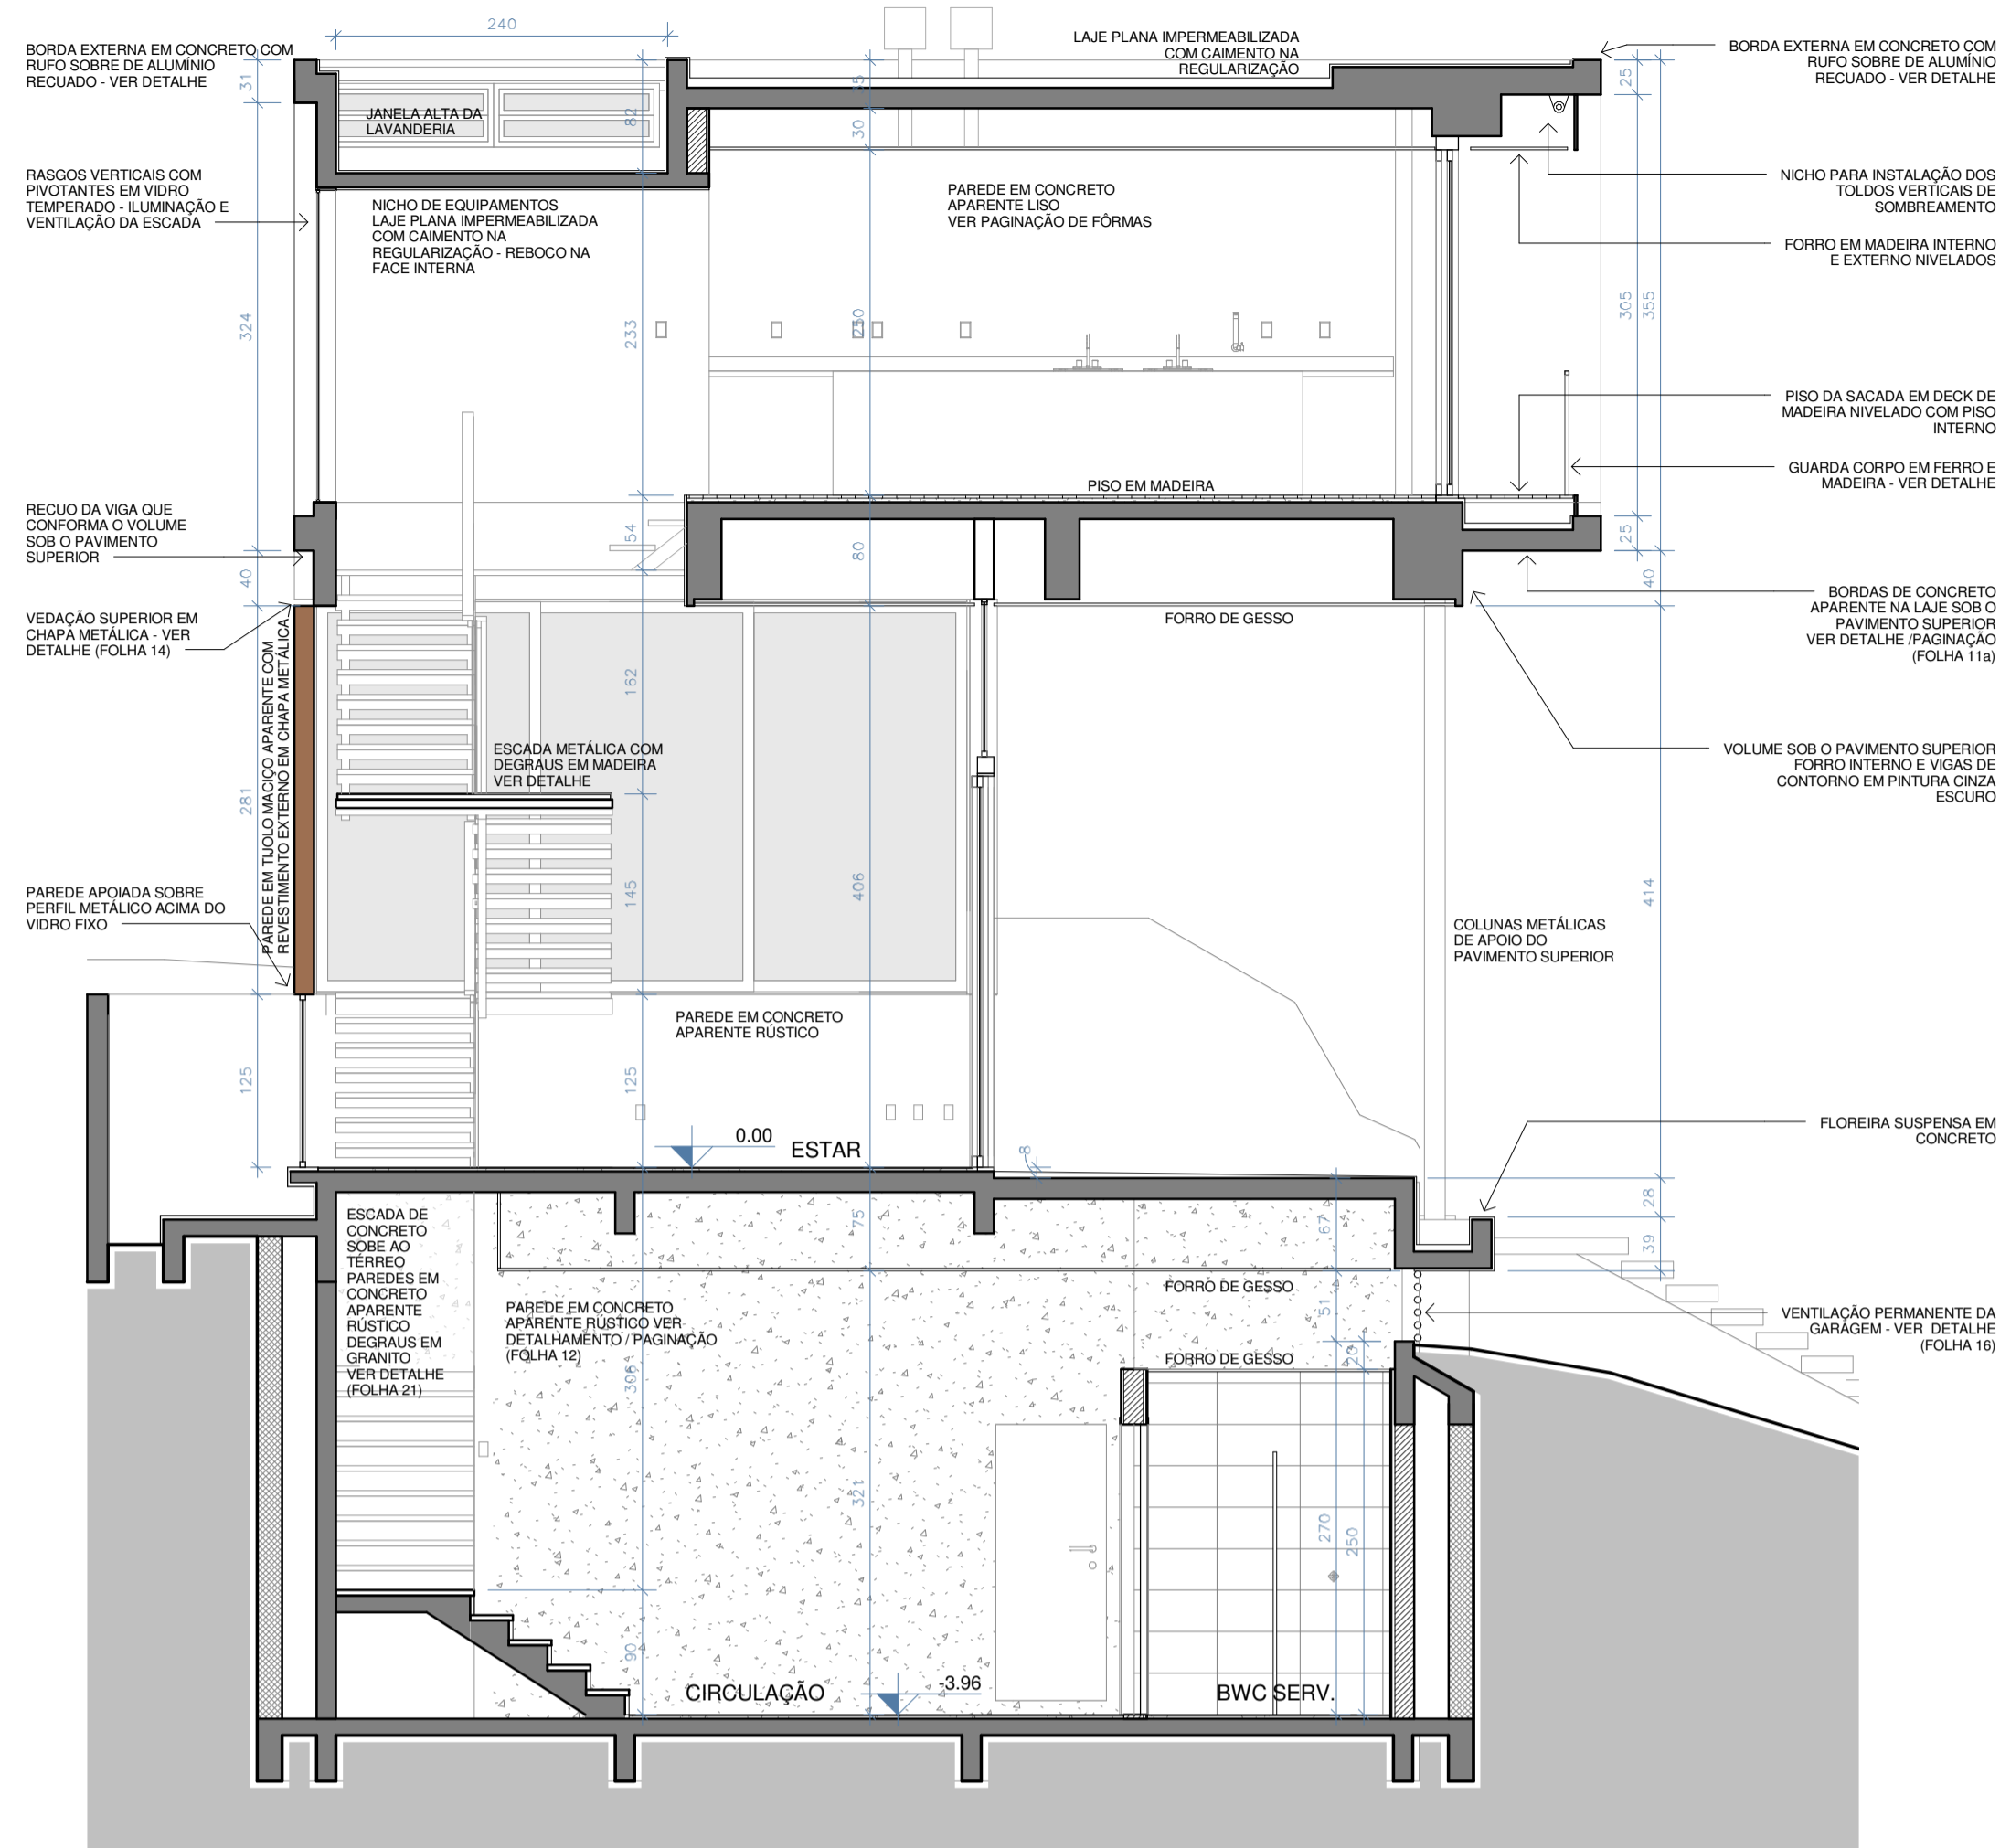 240
BORDA EXTERNA EM CONCRETO COM
RUFO SOBRE DE ALUMÍNIO
RECUADO - VER DETALHE
31
JANELA ALTA DA
LAVANDERIA
82
30
LAJE PLANA IMPERMEABILIZADA
COM CAIMENTO NA
REGULARIZAÇÃO
BORDA EXTERNA EM CONCRETO COM
RUFO SOBRE DE ALUMÍNIO
RECUADO - VER DETALHE
25
RASGOS VERTICAIS COM
PIVOTANTES EM VIDRO
TEMPERADO - ILUMINAÇÃO E
VENTILAÇÃO DA ESCADA
NICHO DE EQUIPAMENTOS
LAJE PLANA IMPERMEABILIZADA
COM CAIMENTO NA
REGULARIZAÇÃO - REBOCO NA
FACE INTERNA
PAREDE EM CONCRETO
APARENTE LISO
VER PAGINAÇÃO DE FÔRMAS
NICHO PARA INSTALAÇÃO DOS
TOLDOS VERTICAIS DE
SOMBREAMENTO
FORRO EM MADEIRA INTERNO
E EXTERNO NIVELADOS
324
233
250
305
355
PISO DA SACADA EM DECK DE
MADEIRA NIVELADO COM PISO
INTERNO
GUARDA CORPO EM FERRO E
MADEIRA - VER DETALHE
PISO EM MADEIRA
RECUO DA VIGA QUE
CONFORMA O VOLUME
SOB O PAVIMENTO
SUPERIOR
54
80
25
40
40
VEDAÇÃO SUPERIOR EM
CHAPA METÁLICA - VER
DETALHE (FOLHA 14)
FORRO DE GESSO
BORDAS DE CONCRETO
APARENTE NA LAJE SOB O
PAVIMENTO SUPERIOR
VER DETALHE /PAGINAÇÃO
(FOLHA 11a)
PAREDE EM TIJOLO MACIÇO APARENTE COM
REVESTIMENTO EXTERNO EM CHAPA METÁLICA
162
ESCADA METÁLICA COM
DEGRAUS EM MADEIRA
VER DETALHE
VOLUME SOB O PAVIMENTO SUPERIOR
FORRO INTERNO E VIGAS DE
CONTORNO EM PINTURA CINZA
ESCURO
281
145
406
414
PAREDE APOIADA SOBRE
PERFIL METÁLICO ACIMA DO
VIDRO FIXO
COLUNAS METÁLICAS
DE APOIO DO
PAVIMENTO SUPERIOR
PAREDE EM CONCRETO
APARENTE RÚSTICO
125
125
0.00
ESTAR
8
FLOREIRA SUSPENSA EM
CONCRETO
28
39
ESCADA DE
CONCRETO
SOBE AO
TÉRREO
PAREDES EM
CONCRETO
APARENTE
RÚSTICO
DEGRAUS EM
GRANITO
VER DETALHE
(FOLHA 21)
75
67
FORRO DE GESSO
51
PAREDE EM CONCRETO
APARENTE RÚSTICO VER
DETALHAMENTO / PAGINAÇÃO
(FOLHA 12)
VENTILAÇÃO PERMANENTE DA
GARAGEM - VER  DETALHE
(FOLHA 16)
FORRO DE GESSO
20
306
321
270
250
90
CIRCULAÇÃO
-3.96
BWC SERV.